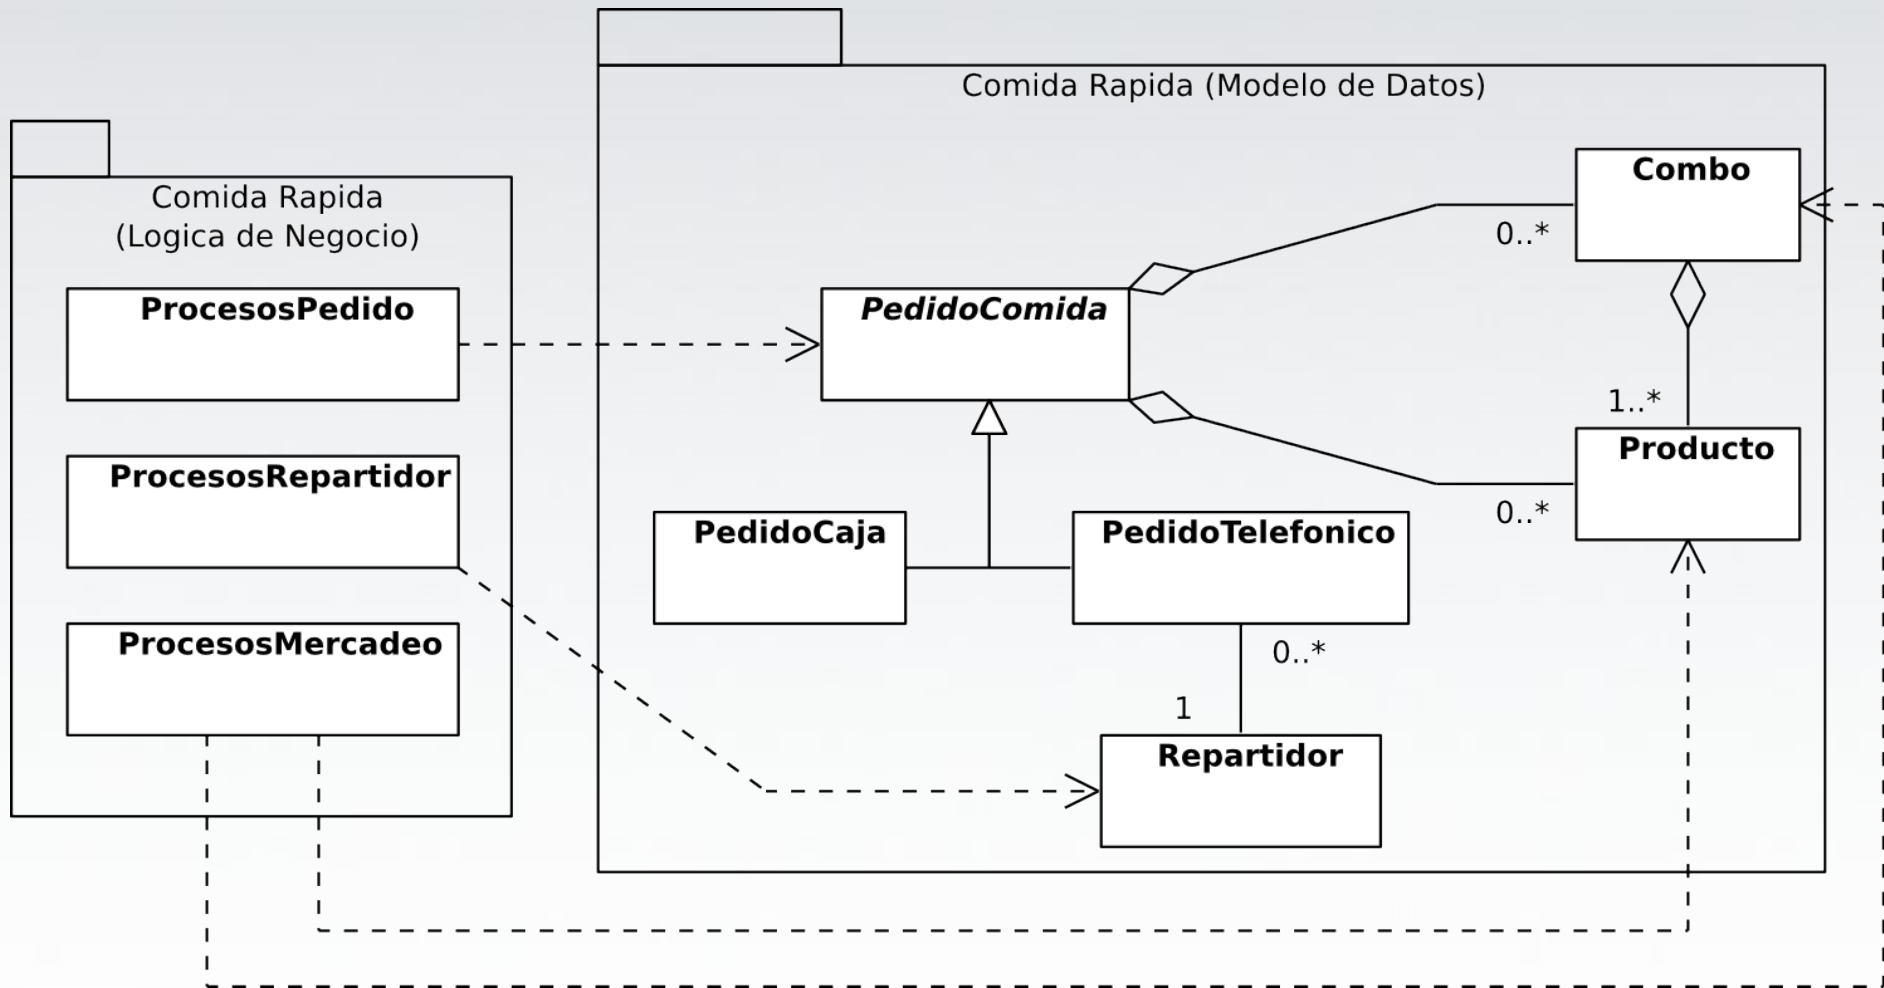 Comida Rapida (Modelo de Datos)
Comida Rapida
(Logica de Negocio)
ProcesosPedido
ProcesosRepartidor
ProcesosMercadeo
PedidoComida
Combo
0..*
1..*
Producto
0..*
PedidoCaja
PedidoTelefonico
0..*
1
Repartidor